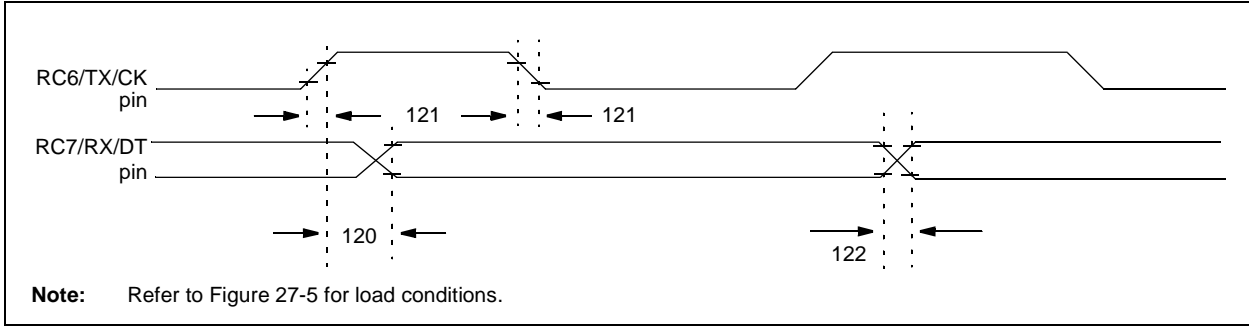 RC6/TX/CK
pin
121
121
RC7/RX/DT
pin
120
122
Note: Refer to Figure 27-5 for load conditions.